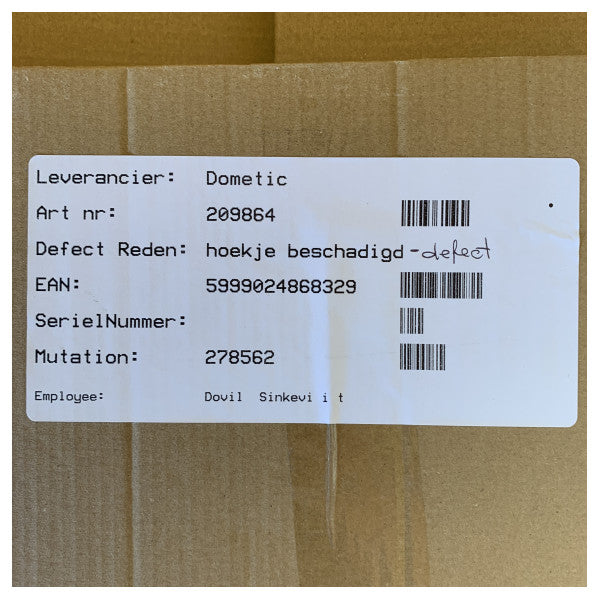 Leverancier: Dometic
Art nr: 209864
Defect Reden: hoekje beschadigd - defect
EAN: 5999024868329
SerielNummer:
Mutation: 278562
Employee: Dovil Sinkevi i t